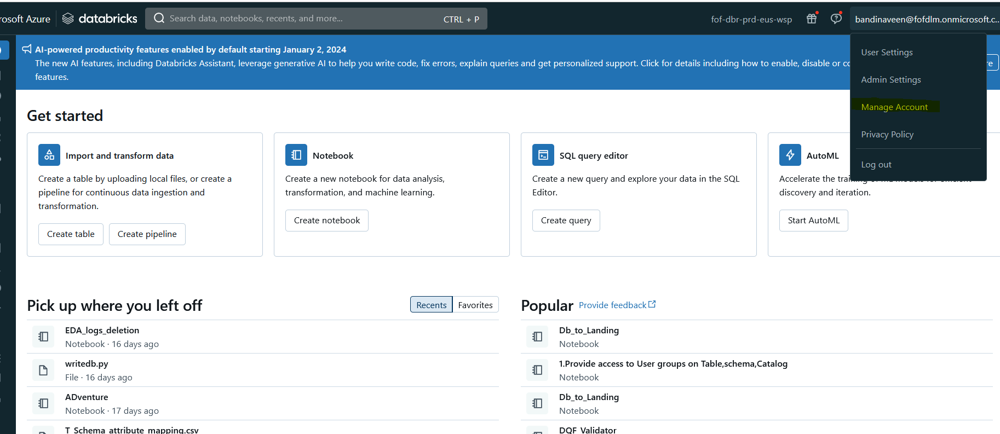 rosoft Azure
databricks
Search data, notebooks, recents, and more...
CTRL + P
fof-dbr-prd-eus-wsp
bandinaveen@fofdlm.onmicrosoft.c...
AI-powered productivity features enabled by default starting January 2, 2024
The new AI features, including Databricks Assistant, leverage generative AI to help you write code, fix errors, explain queries and get personalized support. Click for details including how to enable, disable or co
features.
re
User Settings
Admin Settings
Manage Account
Privacy Policy
Log out
Get started
Import and transform data
Create a table by uploading local files, or create a
pipeline for continuous data ingestion and
transformation.
Create table
Create pipeline
Notebook
Create a new notebook for data analysis,
transformation, and machine learning.
Create notebook
SQL query editor
Create a new query and explore your data in the SQL
Editor.
Create query
AutoML
Accelerate the
discovery and iteration.
Start AutoML
Pick up where you left off
Recents
Favorites
EDA_logs_deletion
Notebook · 16 days ago
writedb.py
File · 16 days ago
ADventure
Notebook · 17 days ago
T_Schema_attribute_mapping.csv
Popular
Provide feedback
Db_to_Landing
Notebook
1.Provide access to User groups on Table,schema,Catalog
Notebook
Db_to_Landing
Notebook
DQF_Validator